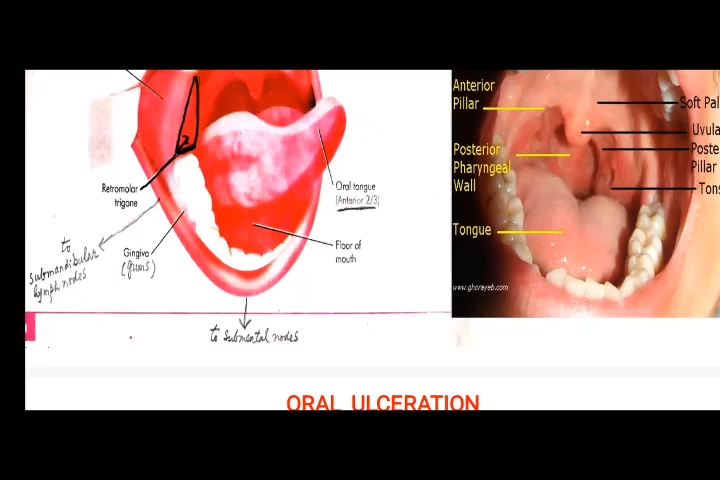 Retromolar
trigone
Oral tongue
(Anterior 2/3)
Gingiva
(gums)
Floor of
mouth
to
submandibular
lymph nodes
to submental nodes
Anterior
Pillar
Soft Pal
Uvula
Poste
Pillar
Posterior
Pharyngeal
Wall
Tons
Tongue
www.ghorayeb.com
ORAL ULCERATION